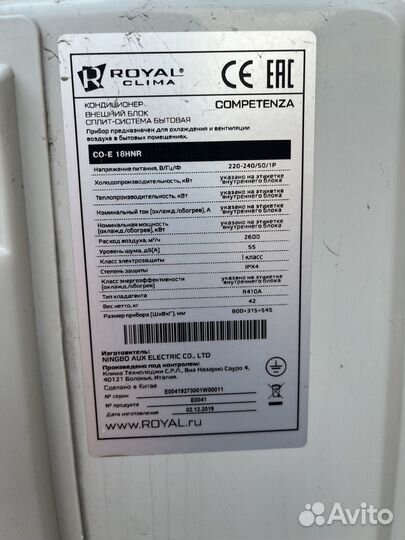 ROYAL®
CLIMA
CE EAC
КОНДИЦИОНЕР
ВНЕШНИЙ БЛОК
СПЛИТ-СИСТЕМА БЫТОВАЯ
COMPETENZA
Прибор предназначен для охлаждения и вентиляции
воздуха в бытовых помещениях.
CO-E 18HNR
Напряжение питания, В/Гц/Ф 220-240/50/1P
Холодопроизводительность, кВт указано на этикетке внутреннего блока
Теплопроизводительность, кВт указано на этикетке внутреннего блока
Номинальный ток (охлажд./обогрев), А указано на этикетке внутреннего блока
Номинальная мощность (охлажд./обогрев), кВт указано на этикетке внутреннего блока
Расход воздуха, м³/ч 2600
Уровень шума, дБ(А) 55
Класс электрозащиты I класс
Степень защиты IPX4
Класс энергоэффективности (охлажд./обогрев) указано на этикетке внутреннего блока
Тип хладагента R410A
Вес нетто, кг 42
Размер прибора (ШxВxГ), мм 800×315×545
Изготовитель:
NINGBO AUX ELECTRIC CO., LTD
Произведено под контролем:
Клима Технолоджи С.Р.Л., Виа Назарио Сауро 4,
40121 Болонья, Италия.
Сделано в Китае
№ серии E00419273001W00011
№ продукта E0041
Дата изготовления 02.12.2019
www.ROYAL.ru
Avito